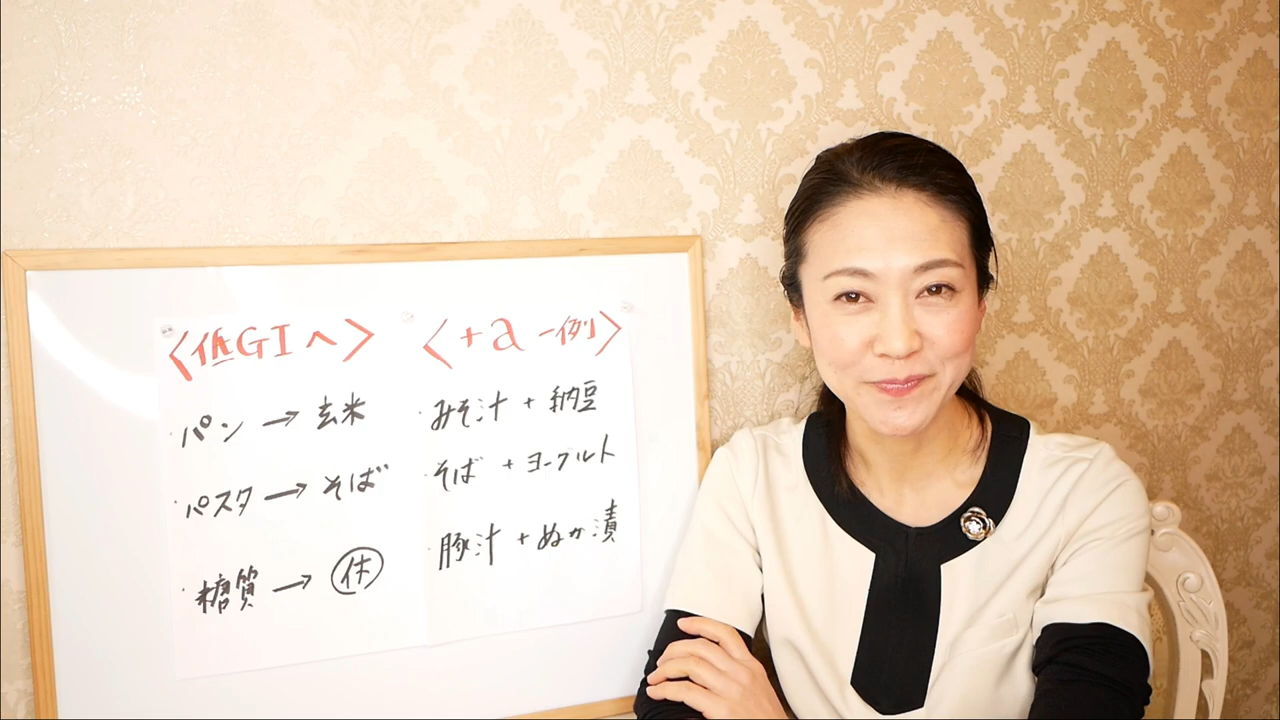 〈低GIへ〉
・パン→玄米
・パスタ→そば
・糖質→休
〈+a 一例〉
・みそ汁+納豆
・そば+ヨーグルト
・豚汁+ぬか漬